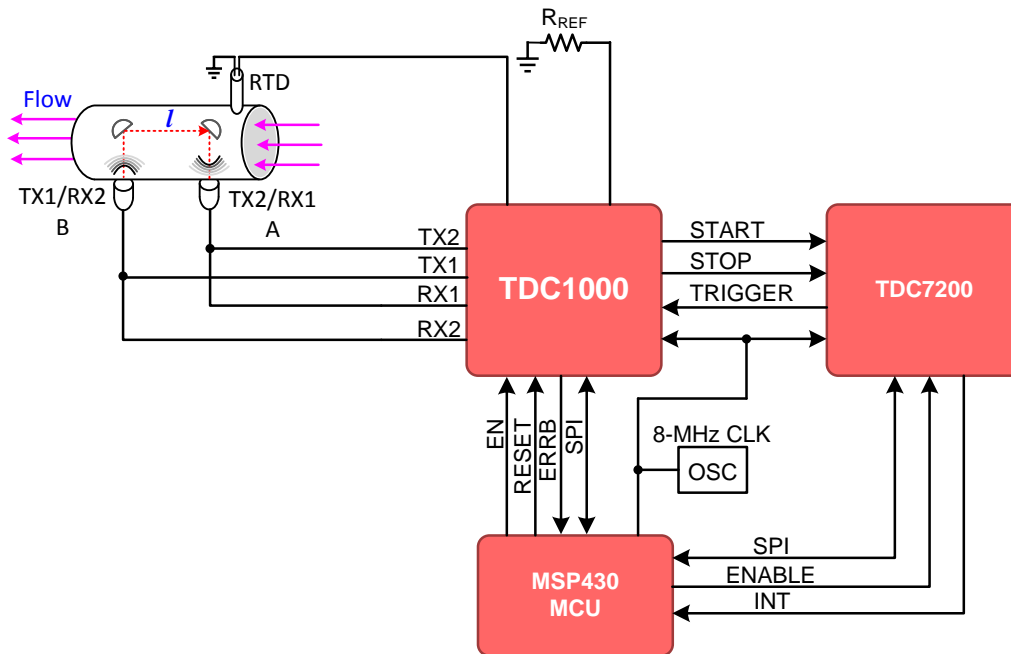 R_REF
RTD
Flow
l
TX1/RX2
B
TX2/RX1
A
TX2
TX1
RX1
RX2
TDC1000
START
STOP
TRIGGER
TDC7200
EN
RESET
ERRB
SPI
8-MHz CLK
OSC
MSP430
MCU
SPI
ENABLE
INT